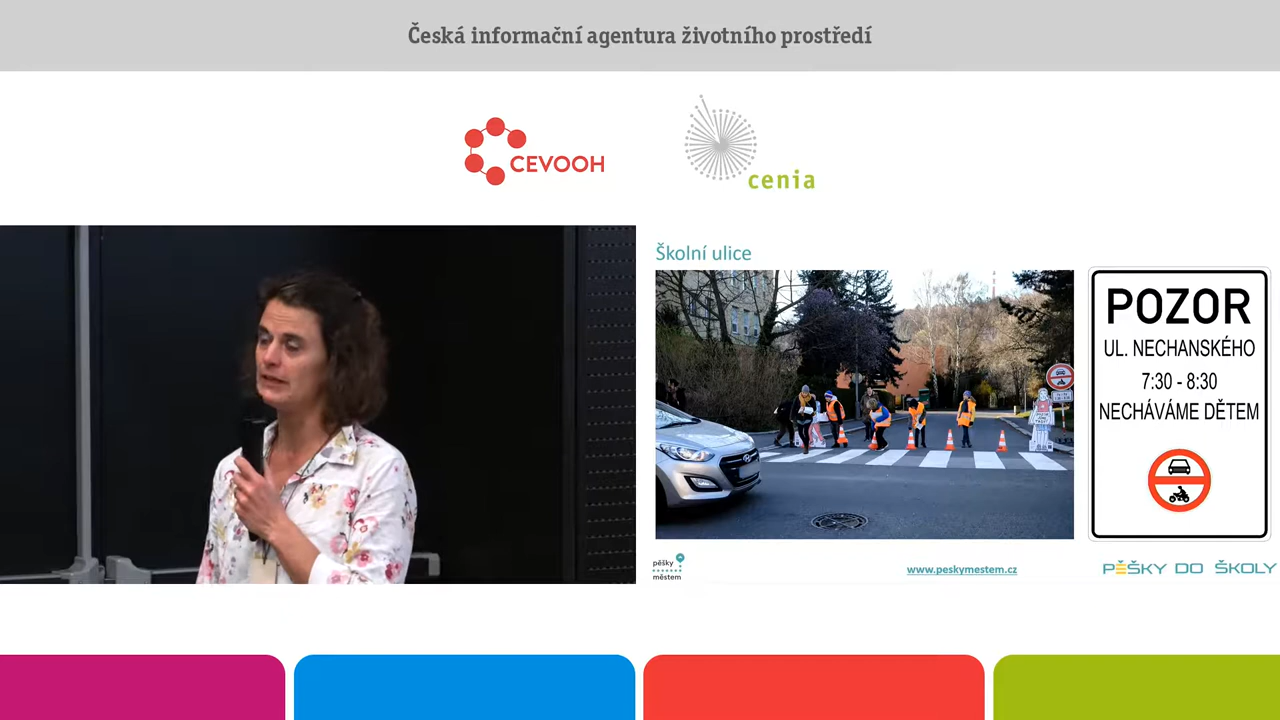 Česká informační agentura životního prostředí
CEVOOH
cenia
Školní ulice
POZOR
UL. NECHANSKÉHO
7:30 - 8:30
NECHÁVÁME DĚTEM
pěšky
městem
www.peskymestem.cz
PĚŠKY DO ŠKOLY